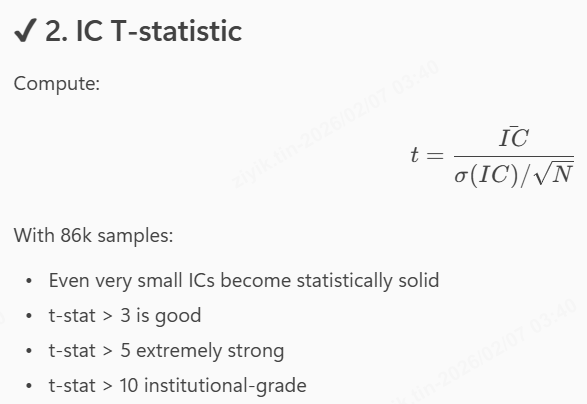 ✓ 2. IC T-statistic
Compute:
t = \frac{\bar{IC}}{\sigma(IC)/\sqrt{N}}
With 86k samples:
• Even very small ICs become statistically solid
• t-stat > 3 is good
• t-stat > 5 extremely strong
• t-stat > 10 institutional-grade